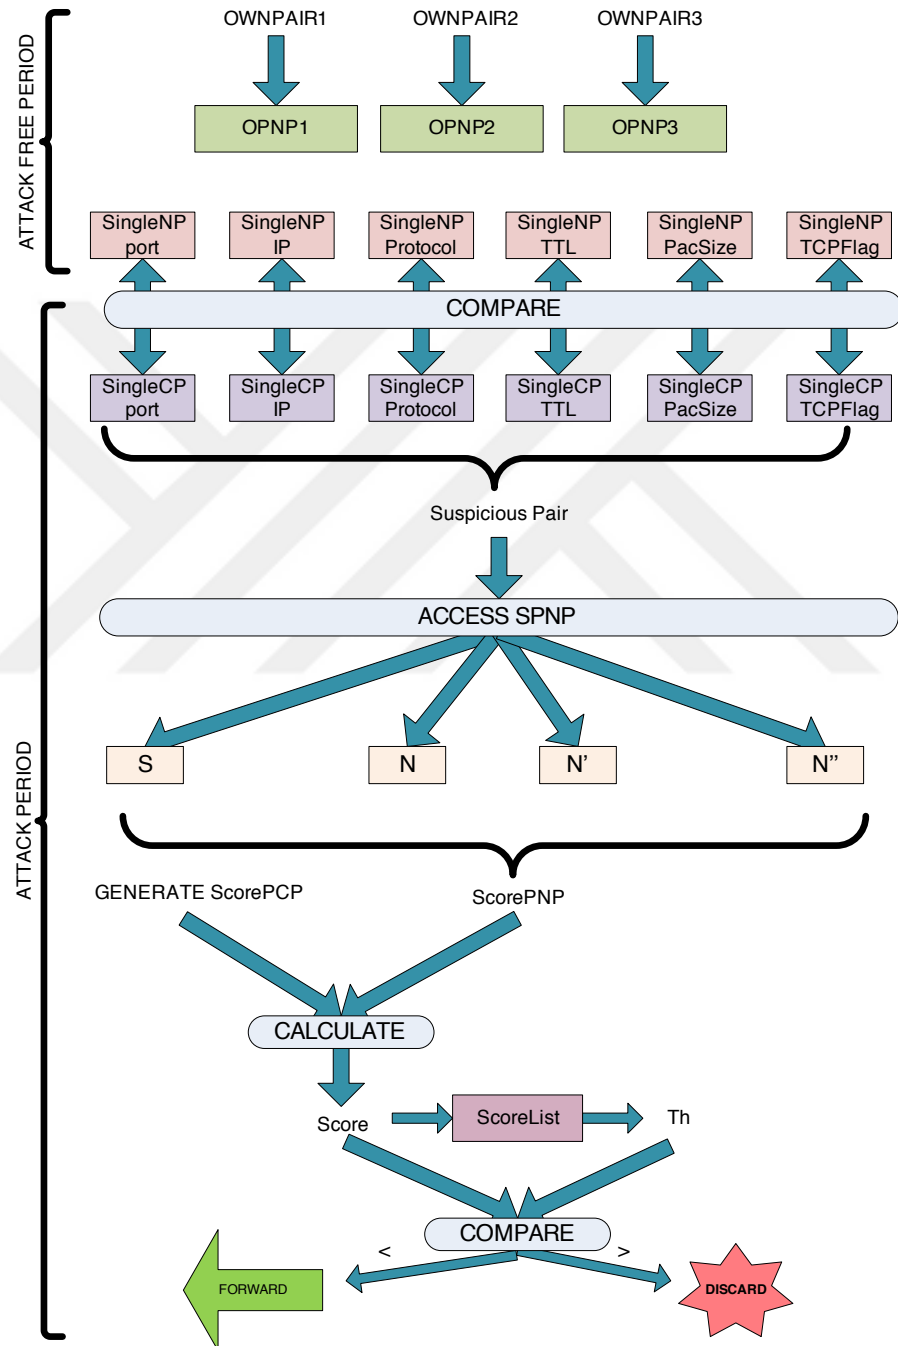 ATTACK FREE PERIOD
OWNPAIR1 OWNPAIR2 OWNPAIR3
OPNP1 OPNP2 OPNP3
SingleNP SingleNP SingleNP SingleNP SingleNP SingleNP
port IP Protocol TTL PacSize TCPFlag
COMPARE
SingleCP SingleCP SingleCP SingleCP SingleCP SingleCP
port IP Protocol TTL PacSize TCPFlag
ATTACK PERIOD
Suspicious Pair
ACCESS SPNP
S N N' N''
GENERATE ScorePCP ScorePNP
CALCULATE
Score ScoreList Th
COMPARE
< >
FORWARD DISCARD